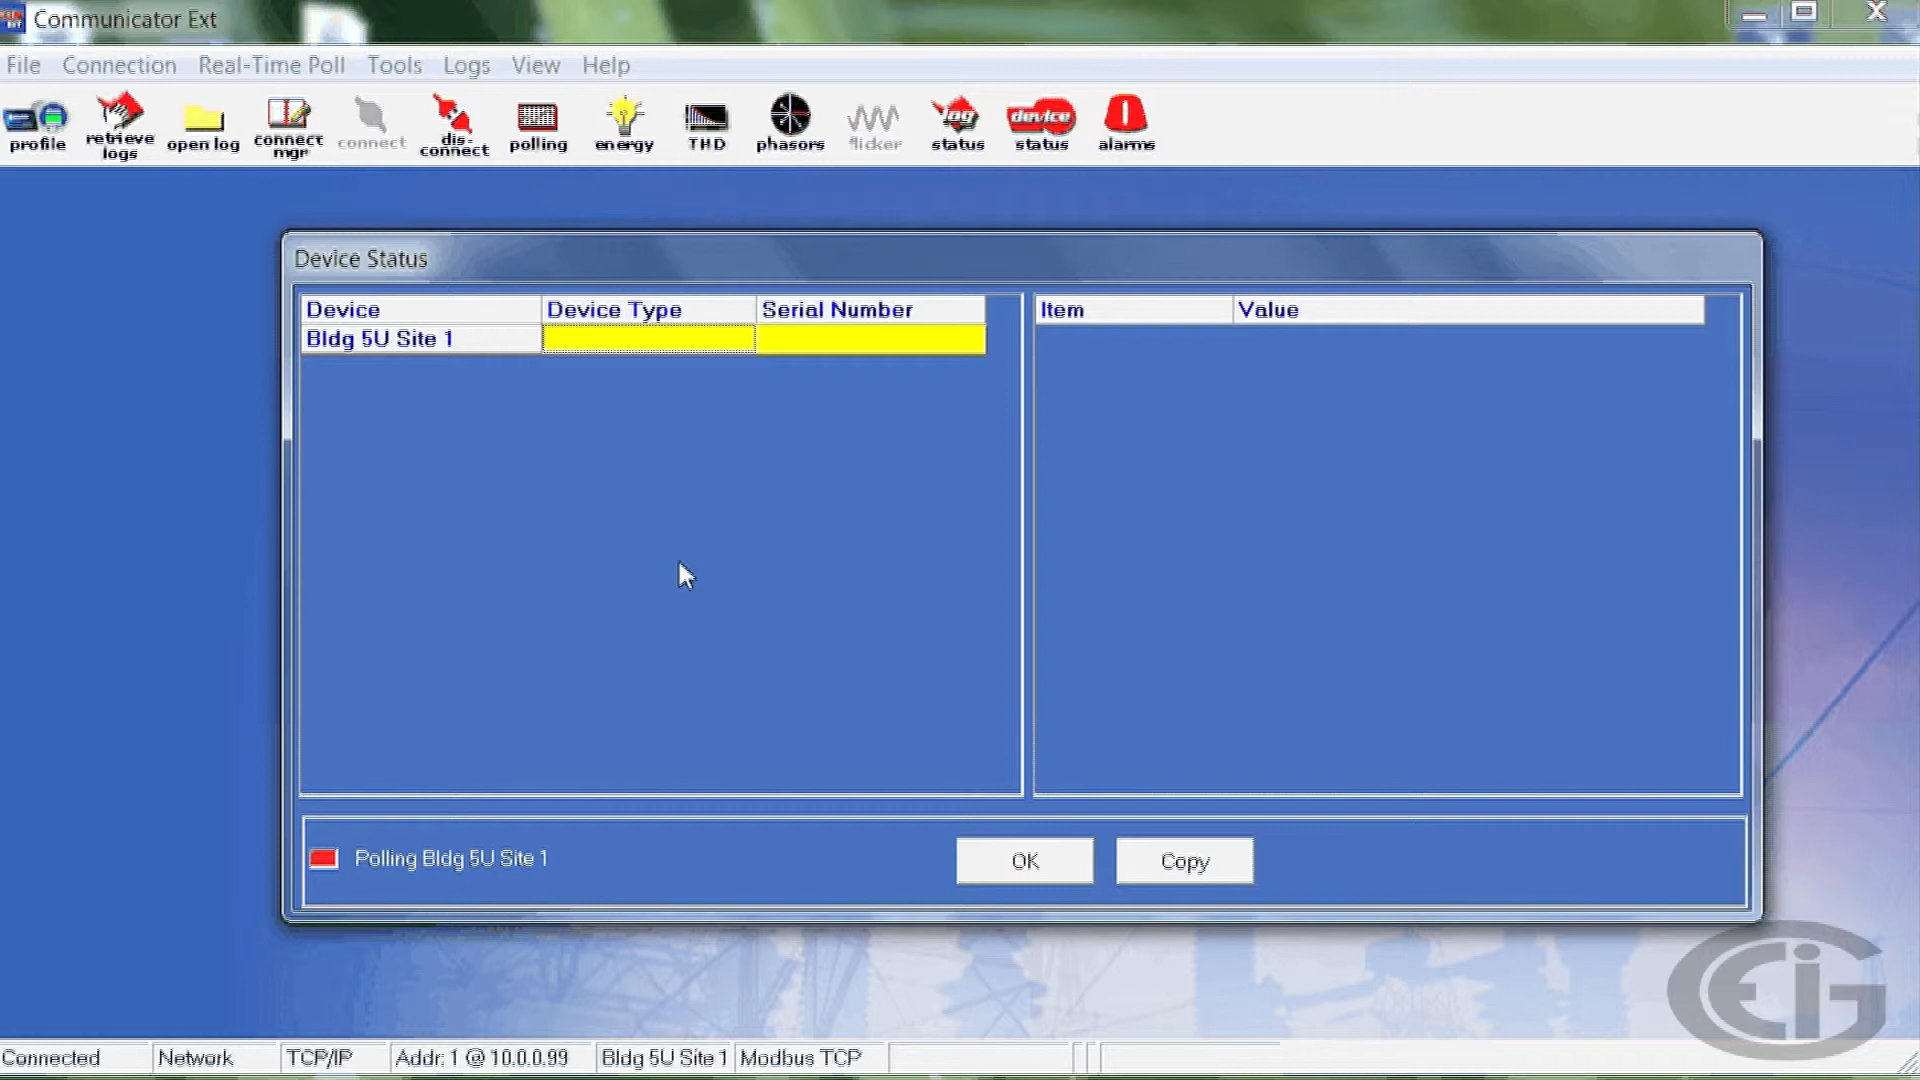 Communicator Ext
File Connection Real-Time Poll Tools Logs View Help
profile
retrieve logs
open log
connect mgr
connect
dis-connect
polling
energy
THD
phasors
flicker
log status
device status
alarms
Device Status
Device Device Type Serial Number
Bldg 5U Site 1
Item Value
Polling Bldg 5U Site 1
OK
Copy
EiG
Connected Network TCP/IP Addr: 1 @ 10.0.0.99 Bldg 5U Site 1 Modbus TCP